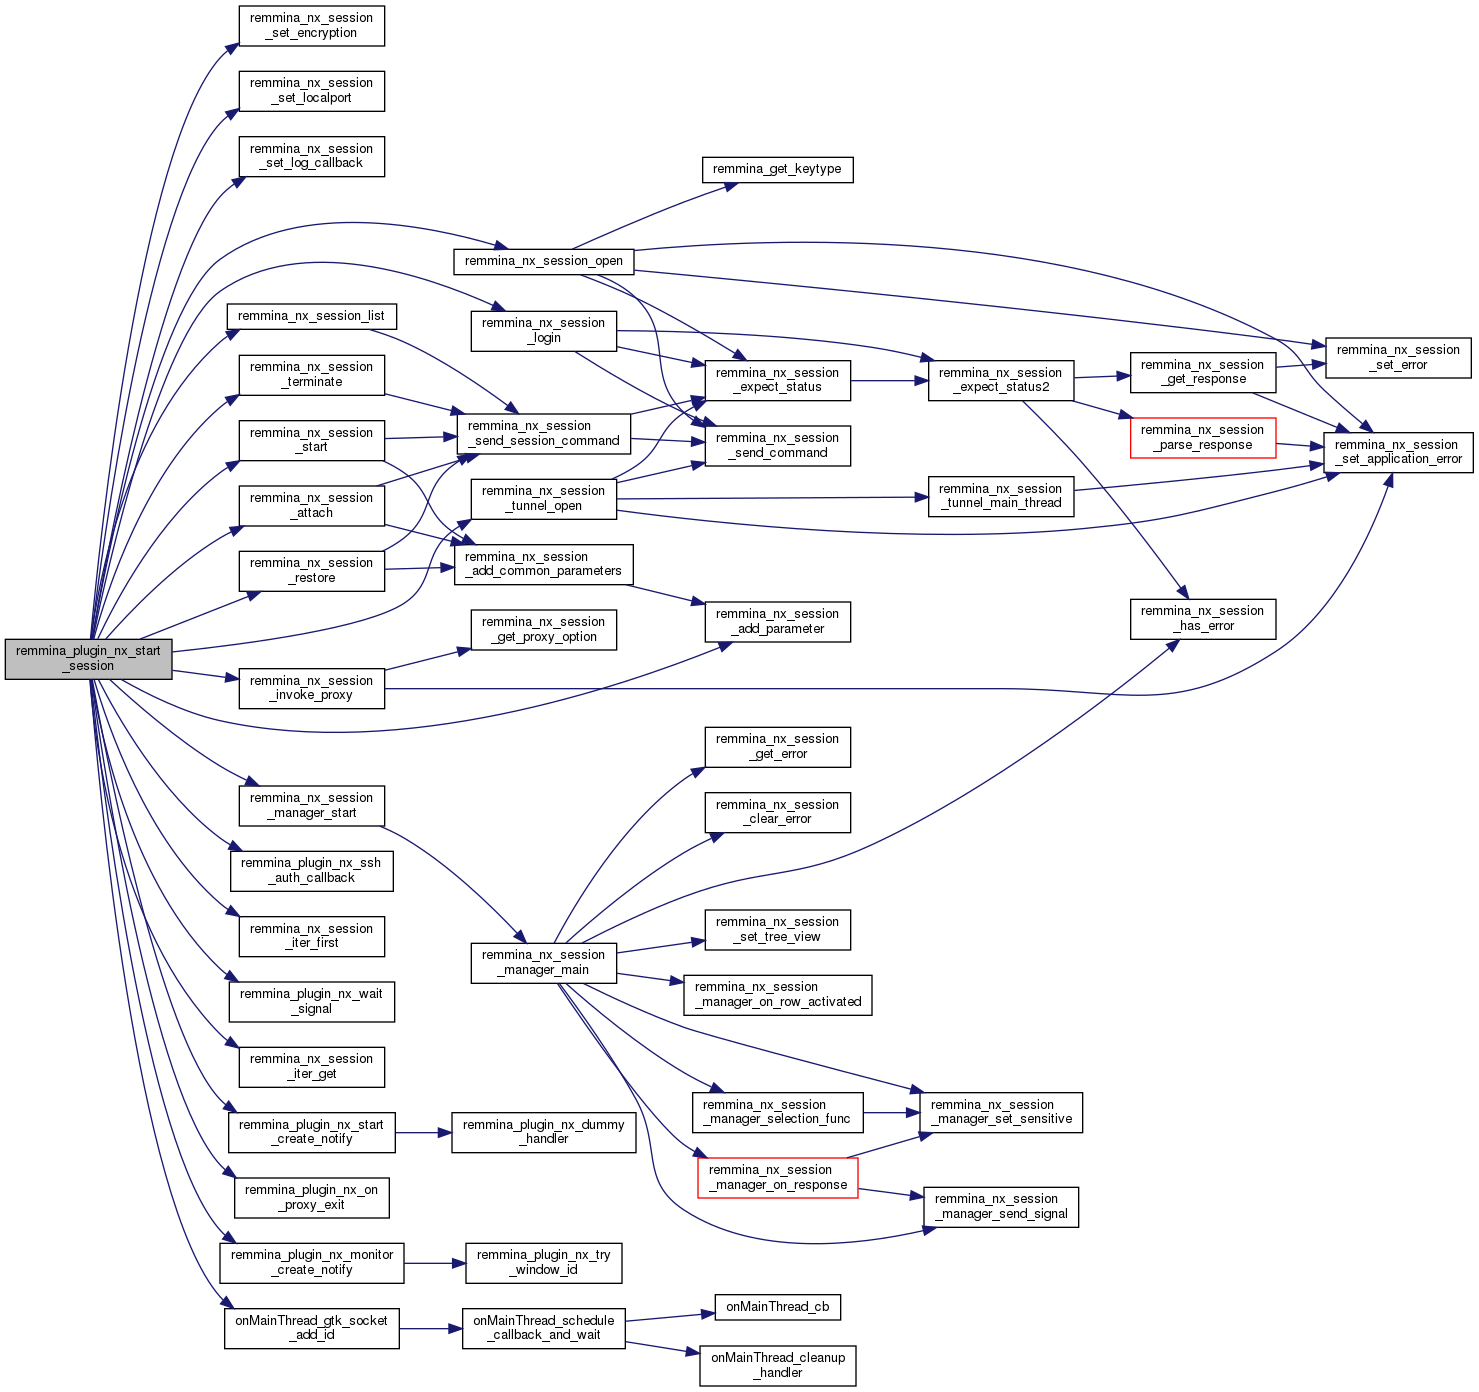 remmina_nx_session
_set_encryption
remmina_nx_session
_set_localport
remmina_nx_session
_set_log_callback
remmina_get_keytype
remmina_nx_session_open
remmina_nx_session_list
remmina_nx_session
_login
remmina_nx_session
_set_error
remmina_nx_session
_terminate
remmina_nx_session
_expect_status
remmina_nx_session
_expect_status2
remmina_nx_session
_get_response
remmina_nx_session
_start
remmina_nx_session
_send_session_command
remmina_nx_session
_send_command
remmina_nx_session
_parse_response
remmina_nx_session
_set_application_error
remmina_nx_session
_attach
remmina_nx_session
_tunnel_open
remmina_nx_session
_tunnel_main_thread
remmina_nx_session
_restore
remmina_nx_session
_add_common_parameters
remmina_nx_session
_get_proxy_option
remmina_nx_session
_add_parameter
remmina_nx_session
_has_error
remmina_plugin_nx_start
_session
remmina_nx_session
_invoke_proxy
remmina_nx_session
_get_error
remmina_nx_session
_manager_start
remmina_nx_session
_clear_error
remmina_plugin_nx_ssh
_auth_callback
remmina_nx_session
_iter_first
remmina_nx_session
_manager_main
remmina_nx_session
_set_tree_view
remmina_plugin_nx_wait
_signal
remmina_nx_session
_manager_on_row_activated
remmina_nx_session
_iter_get
remmina_plugin_nx_start
_create_notify
remmina_plugin_nx_dummy
_handler
remmina_nx_session
_manager_selection_func
remmina_nx_session
_manager_set_sensitive
remmina_plugin_nx_on
_proxy_exit
remmina_nx_session
_manager_on_response
remmina_nx_session
_manager_send_signal
remmina_plugin_nx_monitor
_create_notify
remmina_plugin_nx_try
_window_id
onMainThread_gtk_socket
_add_id
onMainThread_schedule
_callback_and_wait
onMainThread_cb
onMainThread_cleanup
_handler